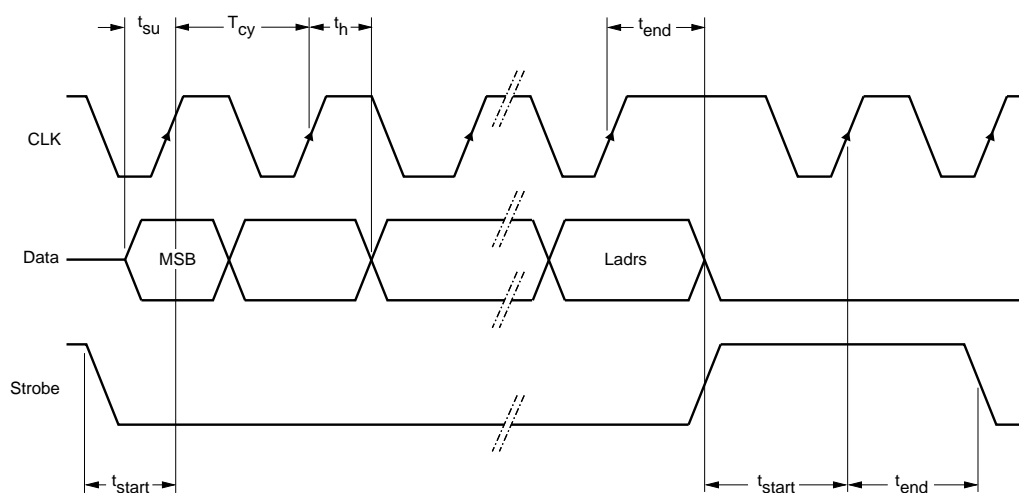 tsu Tcy th tend
CLK
Data MSB Ladrs
Strobe
tstart tstart tend